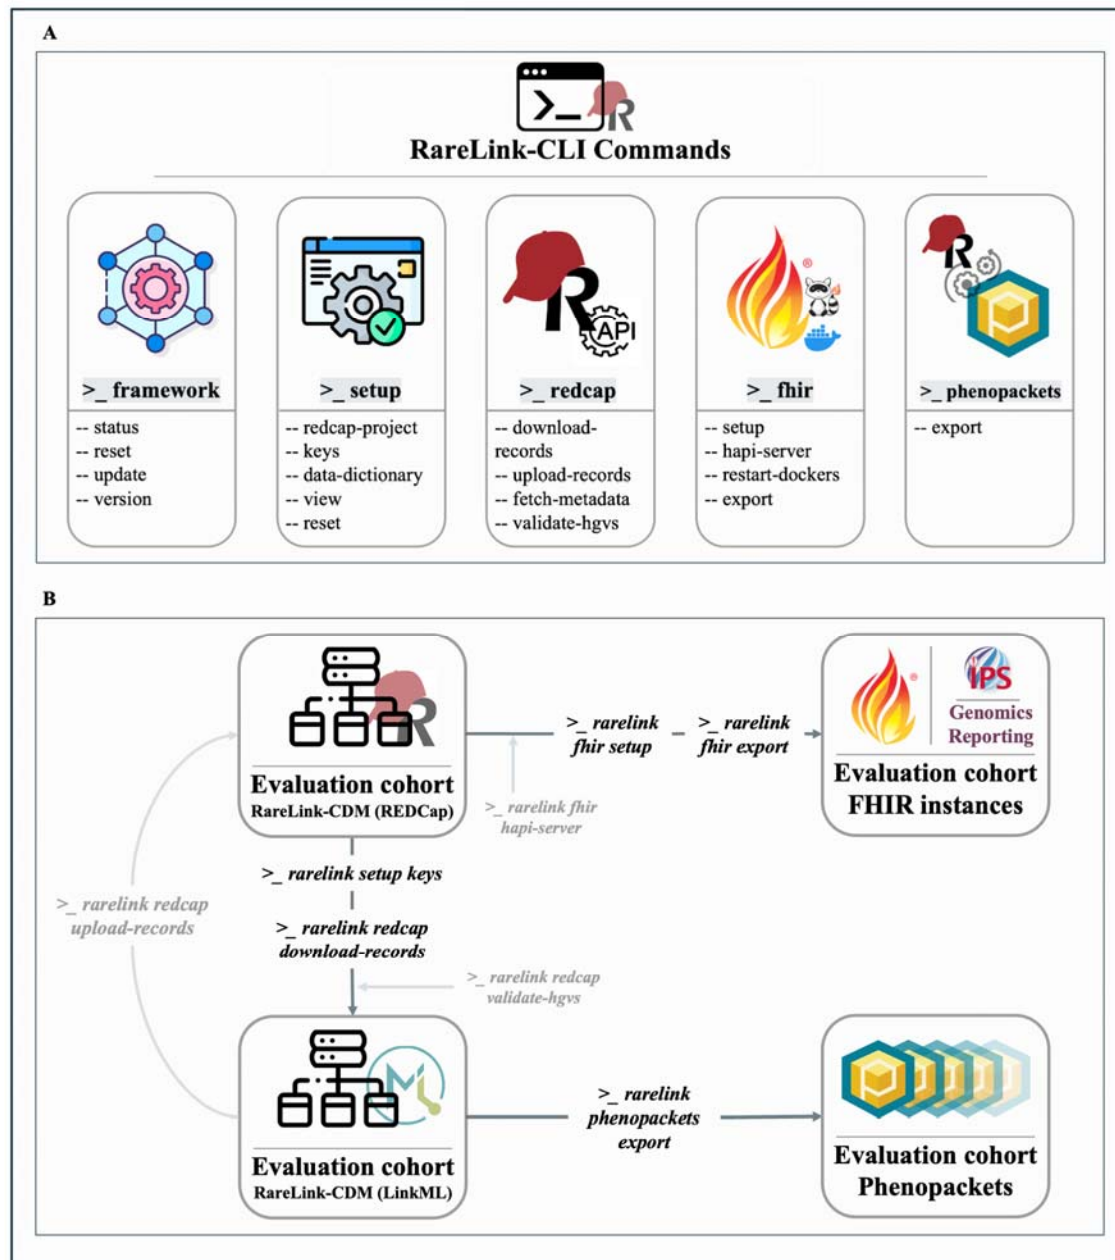 A
>_ R
RareLink-CLI Commands
>_ framework
-- status
-- reset
-- update
-- version
>_ setup
-- redcap-project
-- keys
-- data-dictionary
-- view
-- reset
R
API
>_ redcap
-- download-
records
-- upload-records
-- fetch-metadata
-- validate-hgvs
®
>_ fhir
-- setup
-- hapi-server
-- restart-dockers
-- export
R
>_ phenopackets
-- export
B
R
Evaluation cohort
RareLink-CDM (REDCap)
>_ rarelink
fhir setup
>_ rarelink
fhir export
>_ rarelink fhir
hapi-server
®
iPS
Genomics
Reporting
Evaluation cohort
FHIR instances
>_ rarelink setup keys
>_ rarelink redcap
download-records
>_ rarelink redcap
upload-records
>_ rarelink redcap
validate-hgvs
ML
Evaluation cohort
RareLink-CDM (LinkML)
>_ rarelink
phenopackets
export
Evaluation cohort
Phenopackets